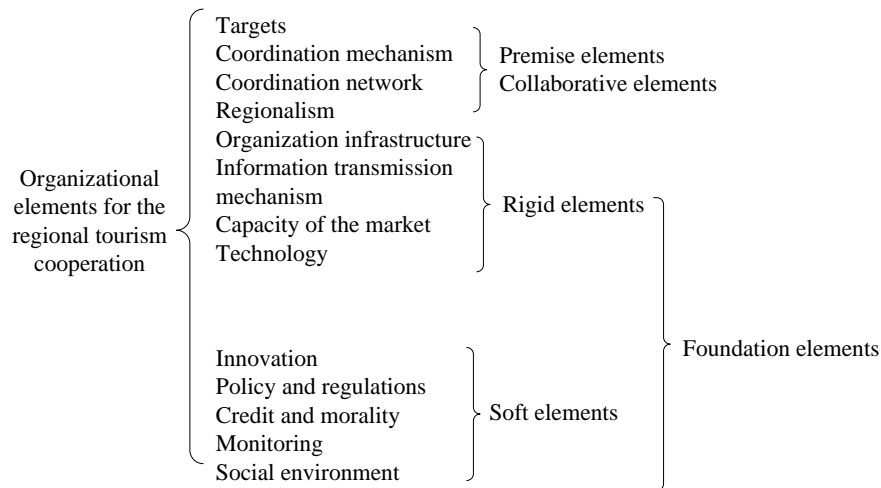 Organizational
elements for the
regional tourism
cooperation
Targets
Coordination mechanism
Coordination network
Regionalism
Organization infrastructure
Information transmission
mechanism
Capacity of the market
Technology
Innovation
Policy and regulations
Credit and morality
Monitoring
Social environment
Premise elements
Collaborative elements
Rigid elements
Soft elements
Foundation elements